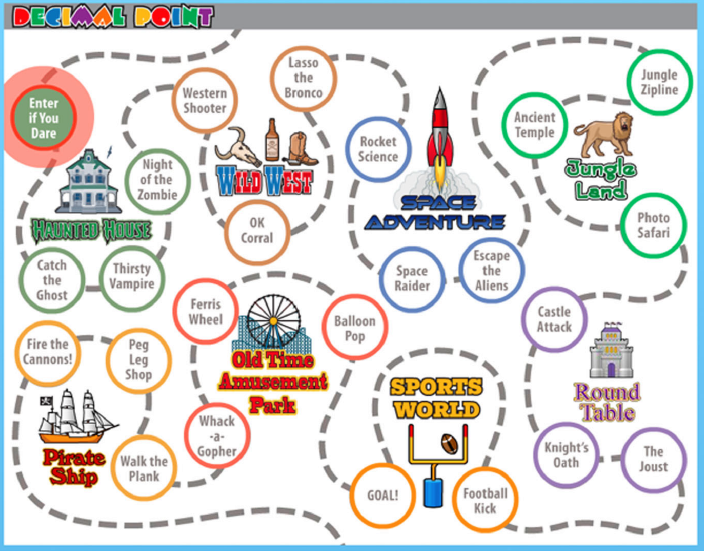 DECIMAL POINT
Enter
if You
Dare
Western
Shooter
Lasso
the
Bronco
Jungle
Zipline
Ancient
Temple
Rocket
Science
Night
of the
Zombie
WILD WEST
Jungle
Land
HAUNTED HOUSE
OK
Corral
SPACE
ADVENTURE
Photo
Safari
Catch
the
Ghost
Thirsty
Vampire
Space
Raider
Escape
the
Aliens
Ferris
Wheel
Balloon
Pop
Castle
Attack
Fire the
Cannons!
Peg
Leg
Shop
Old Time
Amusement
Park
SPORTS
WORLD
Round
Table
Whack
-a-
Gopher
Pirate
Ship
Walk the
Plank
Knight's
Oath
The
Joust
GOAL!
Football
Kick